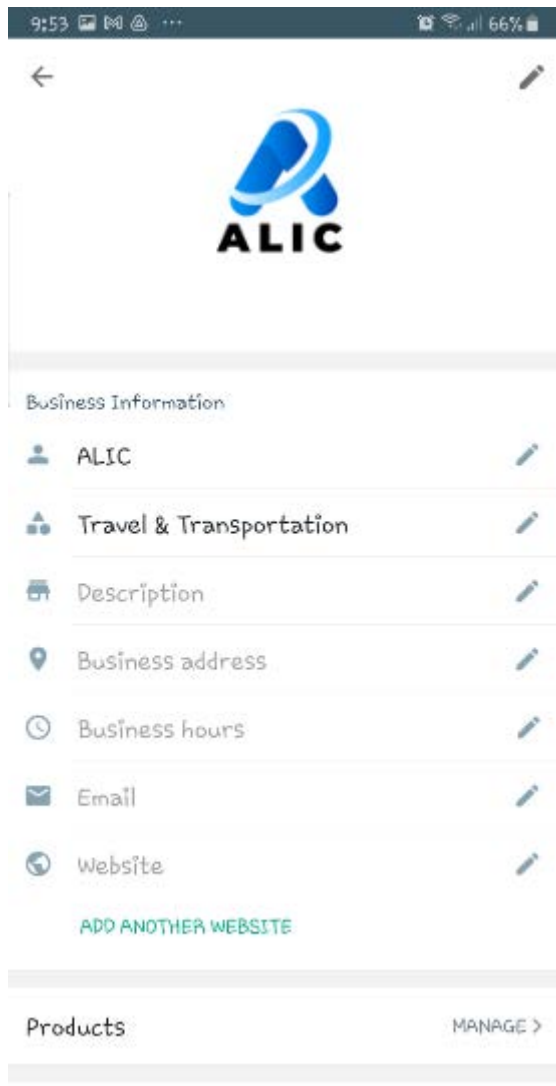 9:53 ... 66%
ALIC
Business Information
ALIC
Travel & Transportation
Description
Business address
Business hours
Email
Website
ADD ANOTHER WEBSITE
Products MANAGE >